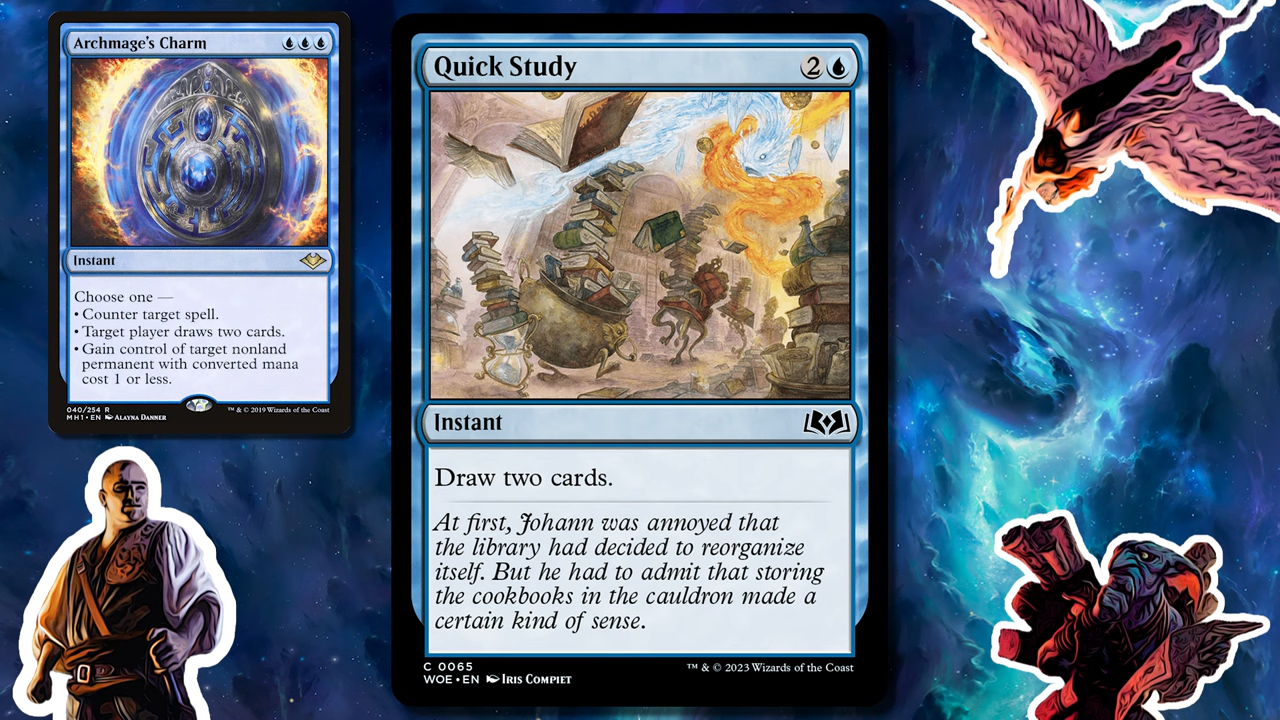 Archmage's Charm
Instant
Choose one —
• Counter target spell.
• Target player draws two cards.
• Gain control of target nonland
permanent with converted mana
cost 1 or less.
040/254 R
MH1 • EN Alayna Danner
™ & © 2019 Wizards of the Coast
Quick Study
2
Instant
Draw two cards.
At first, Johann was annoyed that
the library had decided to reorganize
itself. But he had to admit that storing
the cookbooks in the cauldron made a
certain kind of sense.
C 0065
WOE • EN Iris Compiet
™ & © 2023 Wizards of the Coast